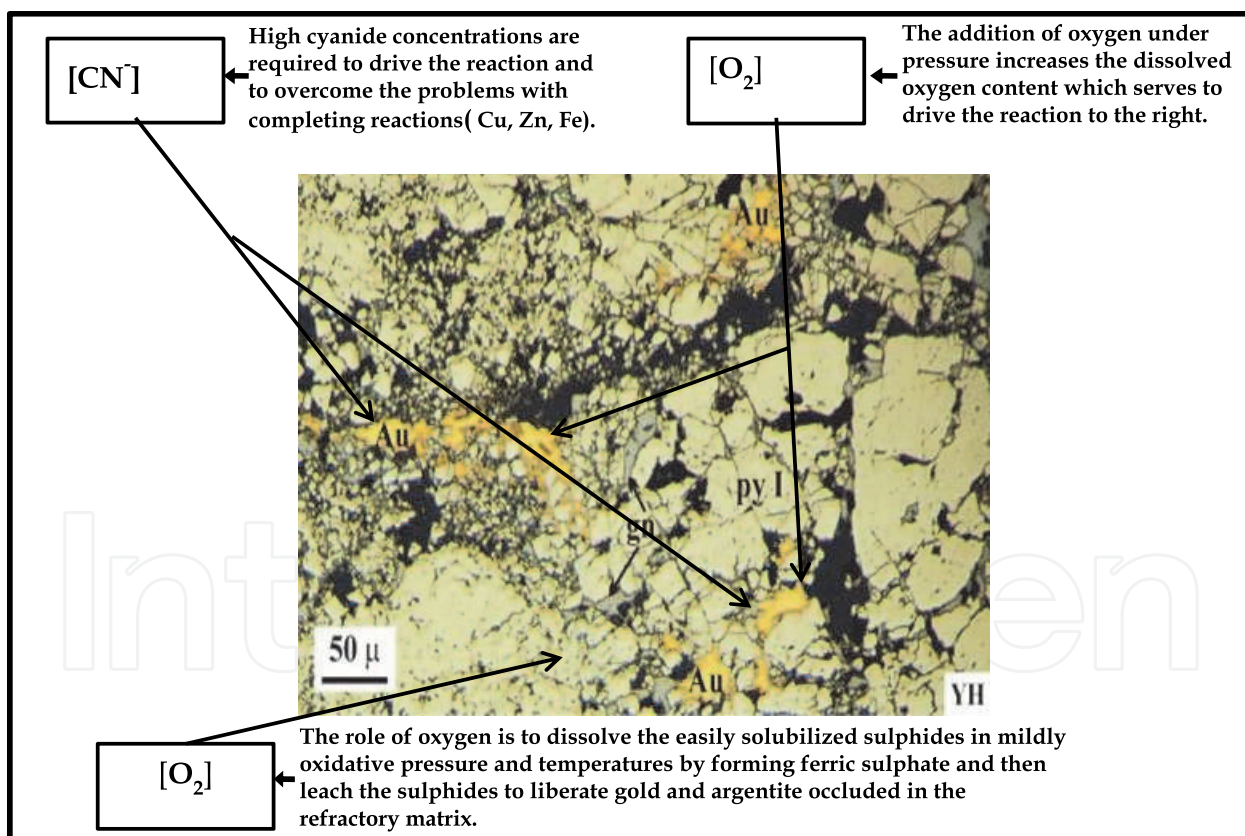 [CN⁻]
High cyanide concentrations are
required to drive the reaction and
to overcome the problems with
completing reactions( Cu, Zn, Fe).
[O₂]
The addition of oxygen under
pressure increases the dissolved
oxygen content which serves to
drive the reaction to the right.
Au
Au
py I
gn
50 μ
Au
YH
[O₂]
The role of oxygen is to dissolve the easily solubilized sulphides in mildly
oxidative pressure and temperatures by forming ferric sulphate and then
leach the sulphides to liberate gold and argentite occluded in the
refractory matrix.